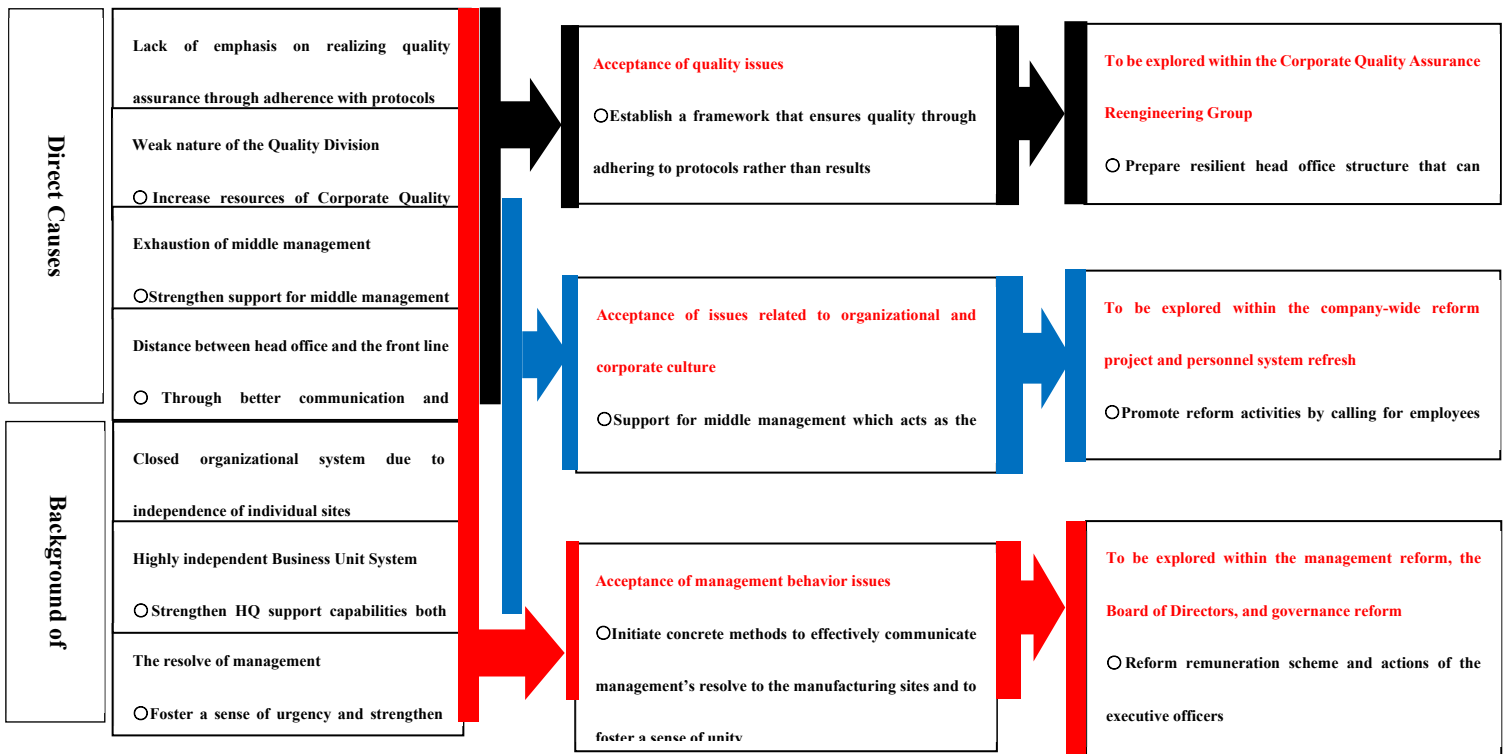 Direct Causes
Lack of emphasis on realizing quality
assurance through adherence with protocols
Weak nature of the Quality Division
○ Increase resources of Corporate Quality
Exhaustion of middle management
○Strengthen support for middle management
Distance between head office and the front line
○ Through better communication and
Background of
Closed organizational system due to
independence of individual sites
Highly independent Business Unit System
○ Strengthen HQ support capabilities both
The resolve of management
○Foster a sense of urgency and strengthen
Acceptance of quality issues
○Establish a framework that ensures quality through
adhering to protocols rather than results
Acceptance of issues related to organizational and
corporate culture
○Support for middle management which acts as the
Acceptance of management behavior issues
○Initiate concrete methods to effectively communicate
management's resolve to the manufacturing sites and to
foster a sense of unity
To be explored within the Corporate Quality Assurance
Reengineering Group
○ Prepare resilient head office structure that can
To be explored within the company-wide reform
project and personnel system refresh
○Promote reform activities by calling for employees
To be explored within the management reform, the
Board of Directors, and governance reform
○ Reform remuneration scheme and actions of the
executive officers